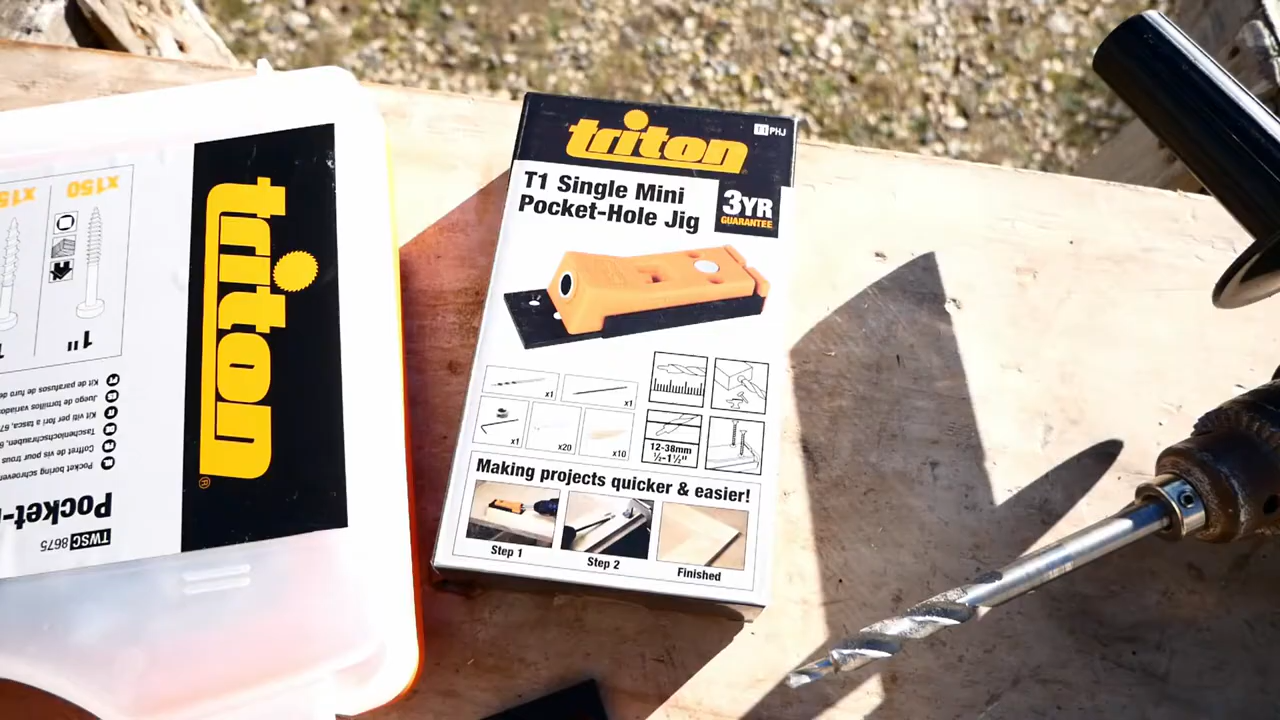 triton
T1PHJ
T1 Single Mini
Pocket-Hole Jig
3YR
GUARANTEE
x1
x1
x1
x20
x10
12-38mm
½-1½"
Making projects quicker & easier!
Step 1
Step 2
Finished
triton
®
x150
1"
TWSC 8675
Pocket-
Pocket boring schroeven
Coffret de vis pour trous
Taschenlochschrauben,
Kit viti per fori a tasca,
Juego de tornillos variados
Kit de parafusos de furo de